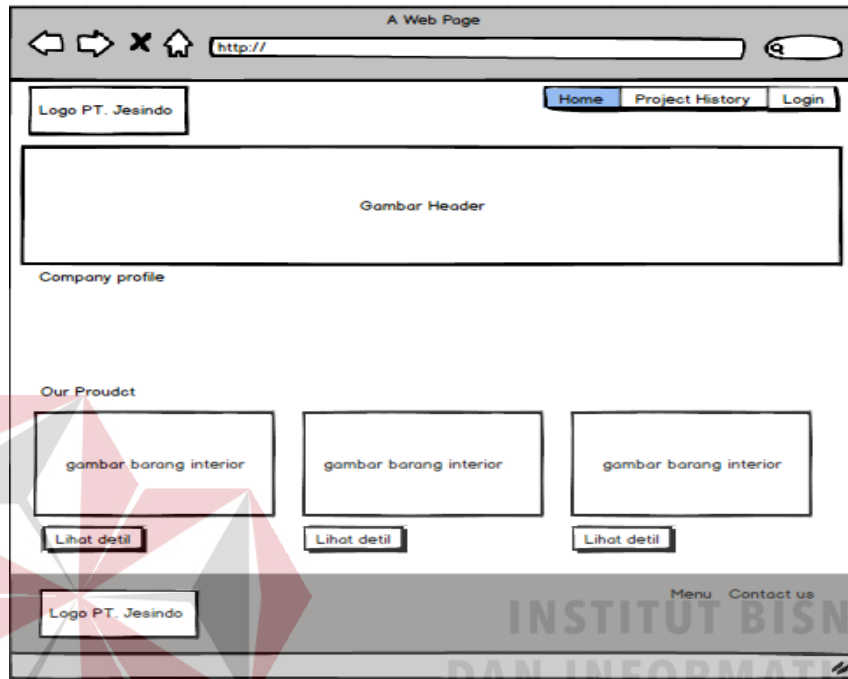 A Web Page
http://
Logo PT. Jesindo
Home Project History Login
Gambar Header
Company profile
Our Proudct
gambar barang interior gambar barang interior gambar barang interior
Lihat detil Lihat detil Lihat detil
Menu Contact us
Logo PT. Jesindo
INSTITUT BISN
DAN INFORMATI